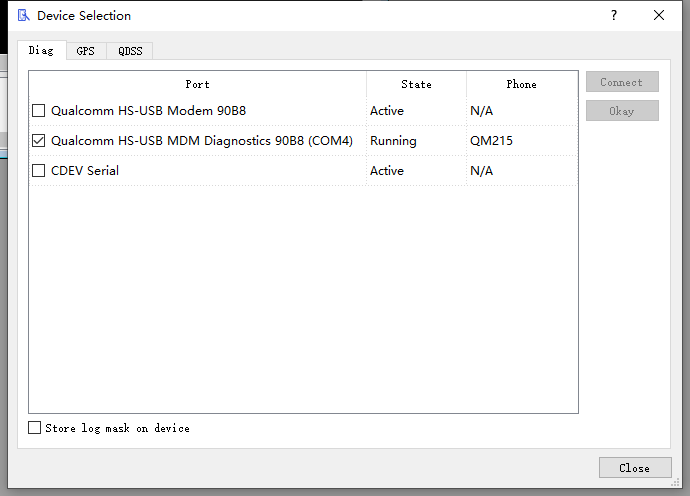 Device Selection
?
Diag GPS QDSS
Port State Phone
Connect
Qualcomm HS-USB Modem 90B8 Active N/A
Okay
Qualcomm HS-USB MDM Diagnostics 90B8 (COM4) Running QM215
CDEV Serial Active N/A
Store log mask on device
Close